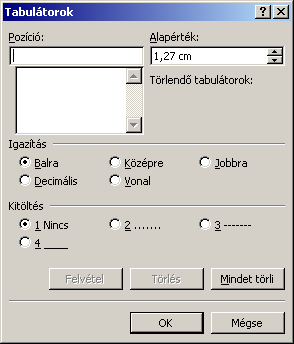 Tabulátorok
Pozíció: Alapérték:
1,27 cm
Törlendő tabulátorok:
Igazítás
Balra Középre Jobbra
Decimális Vonal
Kitöltés
1 Nincs 2 ....... 3 -------
4 ____
Felvétel Törlés Mindet törli
OK Mégse